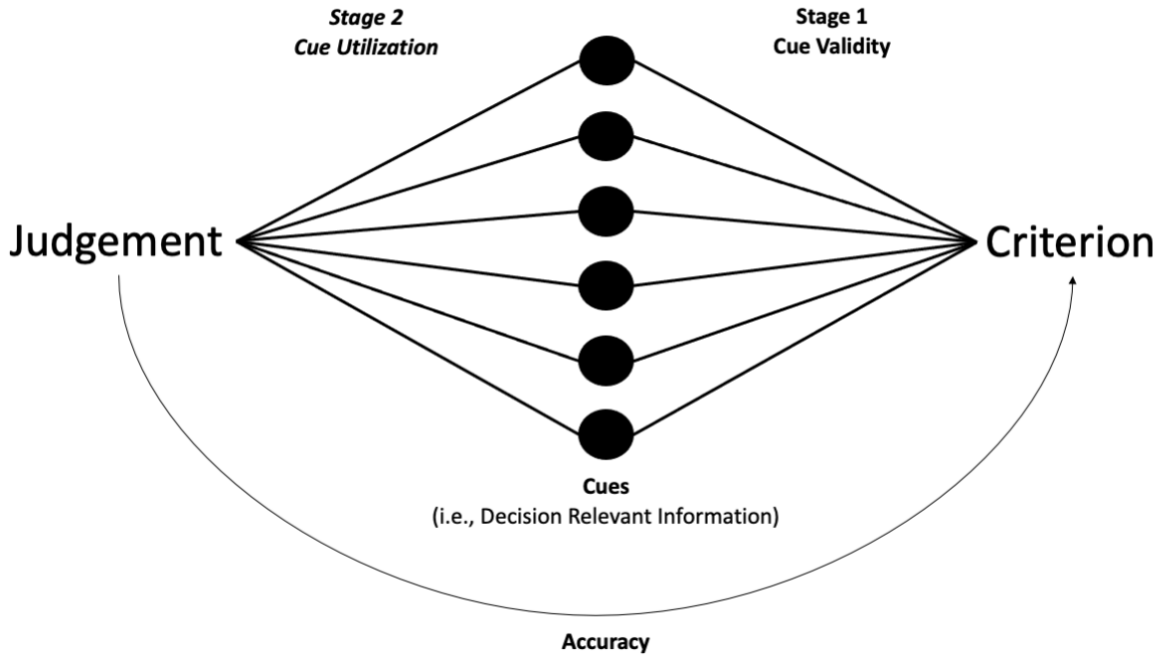 Stage 2
Cue Utilization
Stage 1
Cue Validity
Judgement
Criterion
Cues
(i.e., Decision Relevant Information)
Accuracy